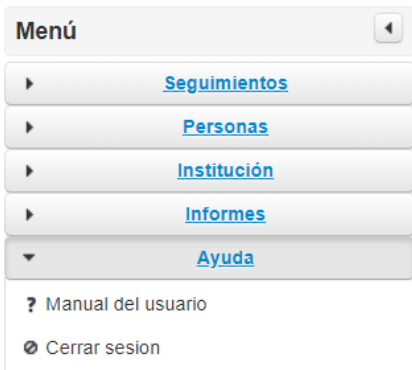 Menú
Seguimientos
Personas
Institución
Informes
Ayuda
? Manual del usuario
Cerrar sesion